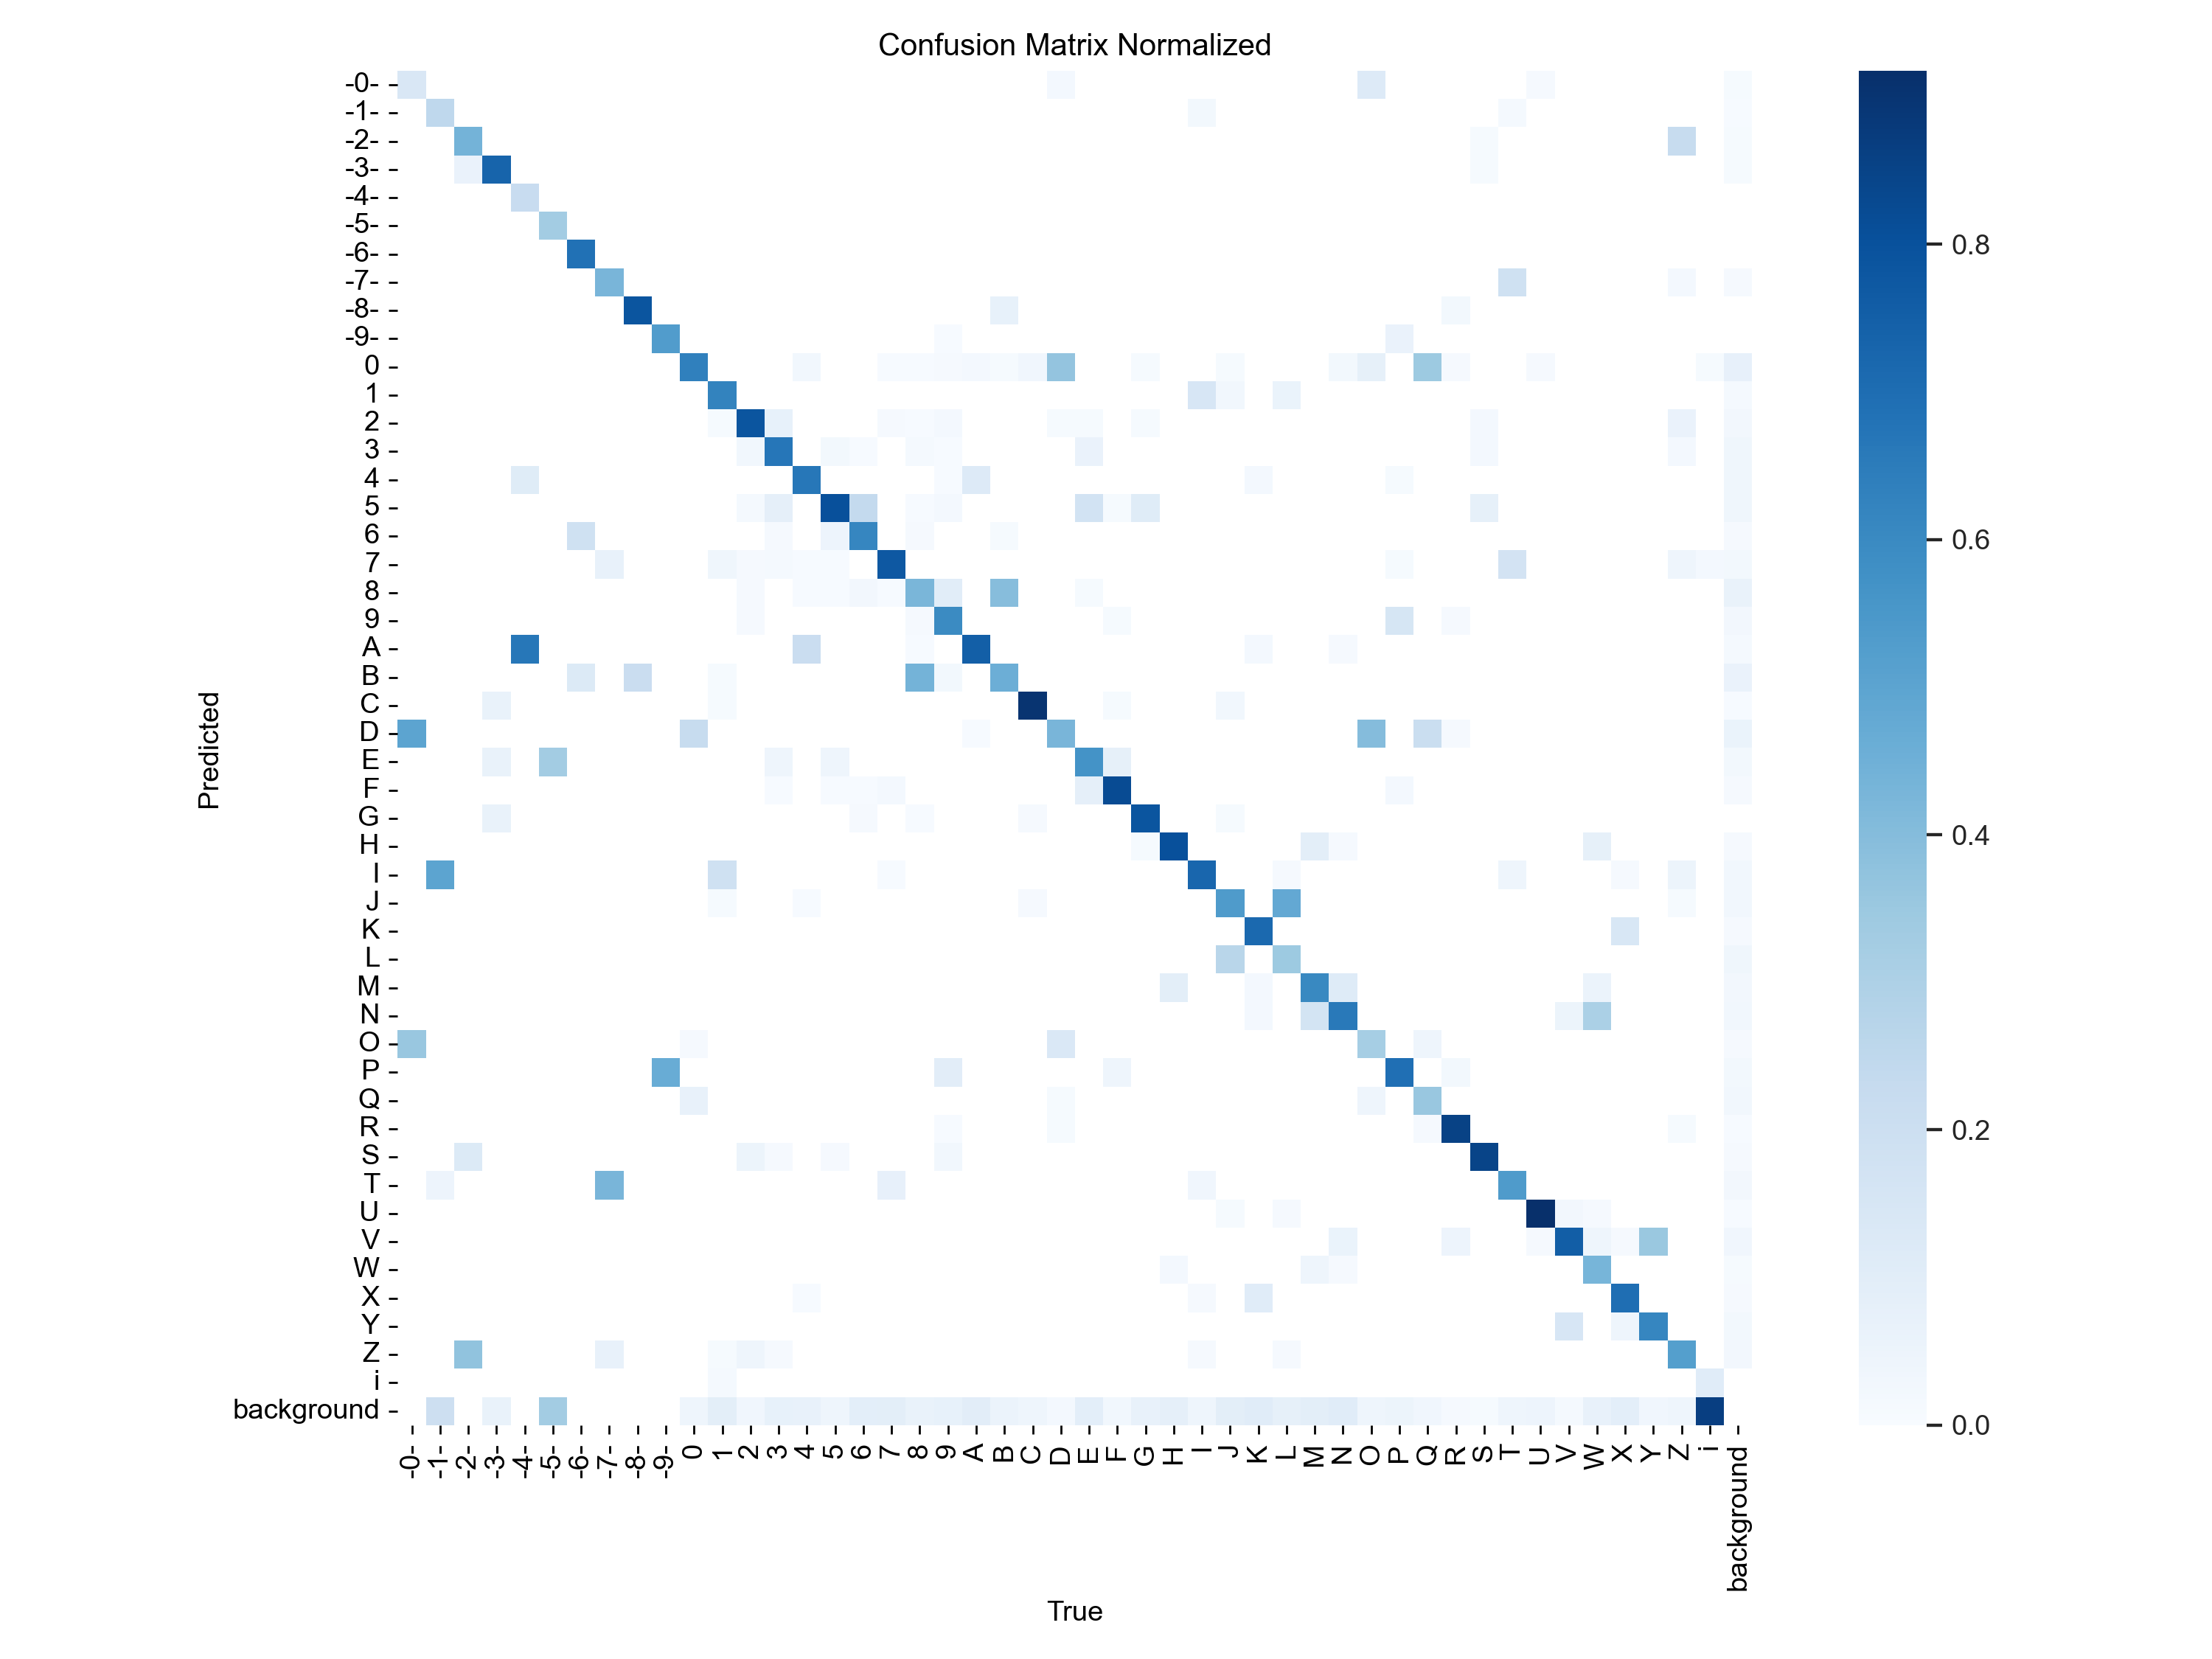 Confusion Matrix Normalized
-0-
-1-
-2-
-3-
-4-
-5-
-6-
-7-
-8-
-9-
0
1
2
3
4
5
6
7
8
9
A
B
C
D
E
F
G
H
I
J
K
L
M
N
O
P
Q
R
S
T
U
V
W
X
Y
Z
i
background
Predicted
-0- -1- -2- -3- -4- -5- -6- -7- -8- -9- 0 1 2 3 4 5 6 7 8 9 A B C D E F G H I J K L M N O P Q R S T U V W X Y Z i background
True
0.8
0.6
0.4
0.2
0.0